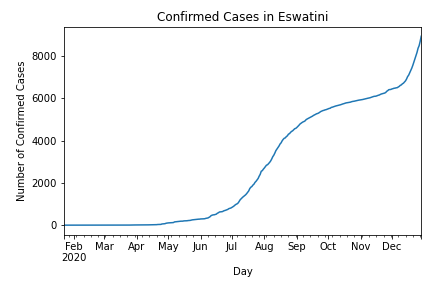 Confirmed Cases in Eswatini
Number of Confirmed Cases
8000
6000
4000
2000
0
Feb Mar Apr May Jun Jul Aug Sep Oct Nov Dec
2020
Day